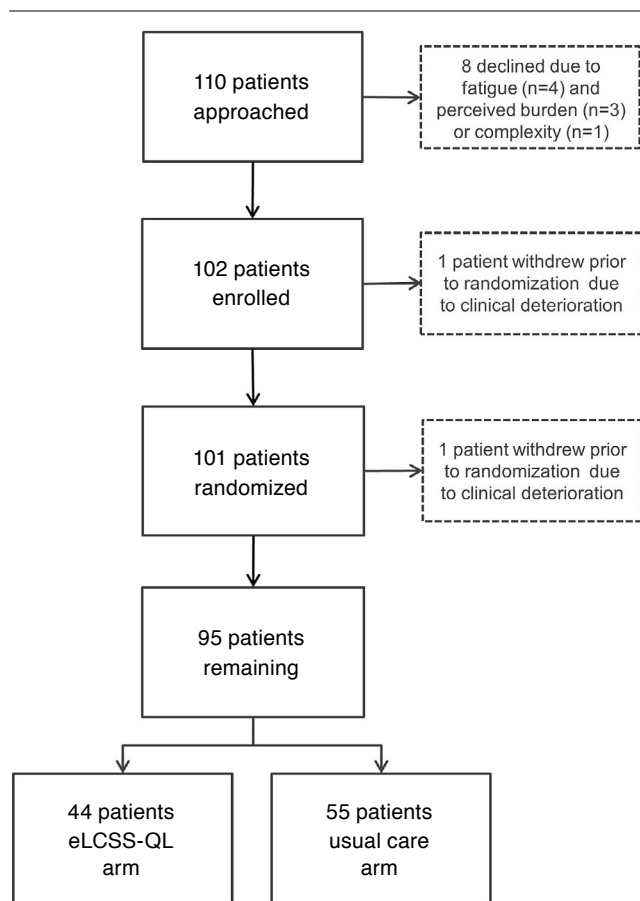 110 patients
approached
8 declined due to
fatigue (n=4) and
perceived burden (n=3)
or complexity (n=1)
102 patients
enrolled
1 patient withdrew prior
to randomization due
to clinical deterioration
101 patients
randomized
1 patient withdrew prior
to randomization due
to clinical deterioration
95 patients
remaining
44 patients
eLCSS-QL
arm
55 patients
usual care
arm